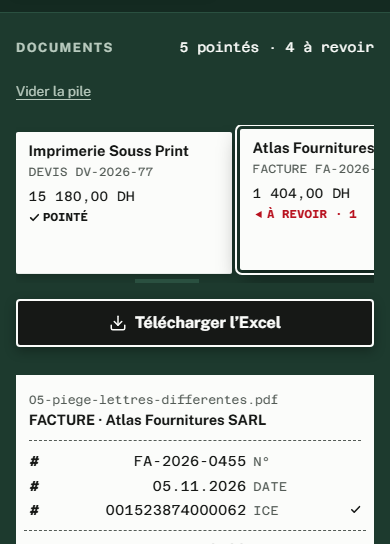 DOCUMENTS 5 pointés · 4 à revoir
Vider la pile
Imprimerie Souss Print
DEVIS DV-2026-77
15 180,00 DH
✓ POINTÉ
Atlas Fournitures
FACTURE FA-2026-
1 404,00 DH
◄ À REVOIR · 1
Télécharger l’Excel
05-piege-lettres-differentes.pdf
FACTURE · Atlas Fournitures SARL
# FA-2026-0455 N°
# 05.11.2026 DATE
# 001523874000062 ICE ✓